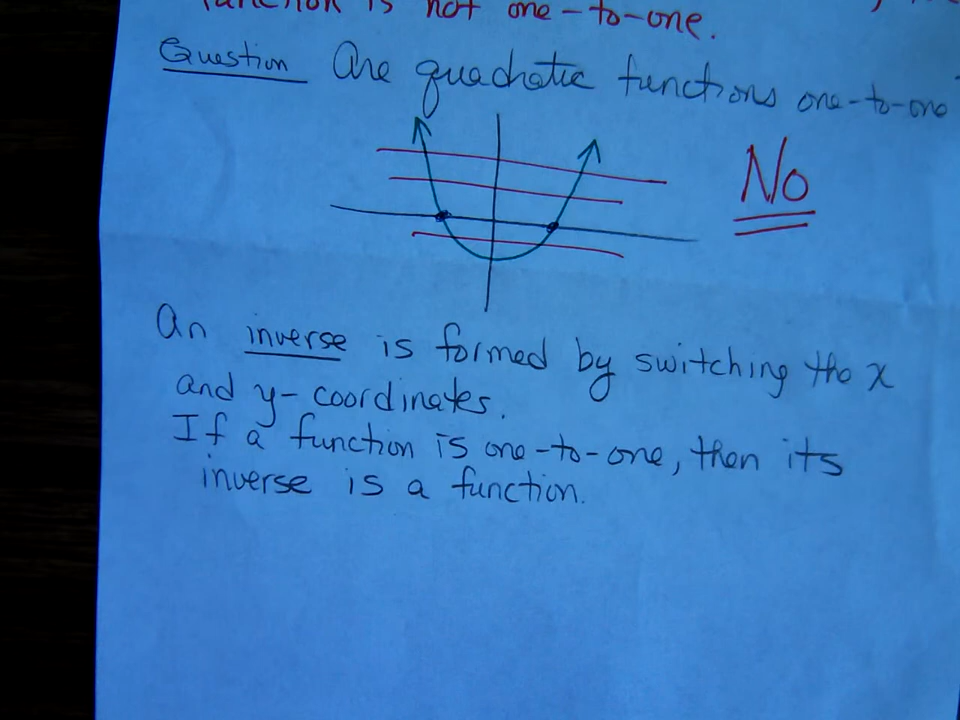 function is not one-to-one.
Question Are quadratic functions one-to-one
No
An inverse is formed by switching the x
and y-coordinates.
If a function is one-to-one, then its
inverse is a function.